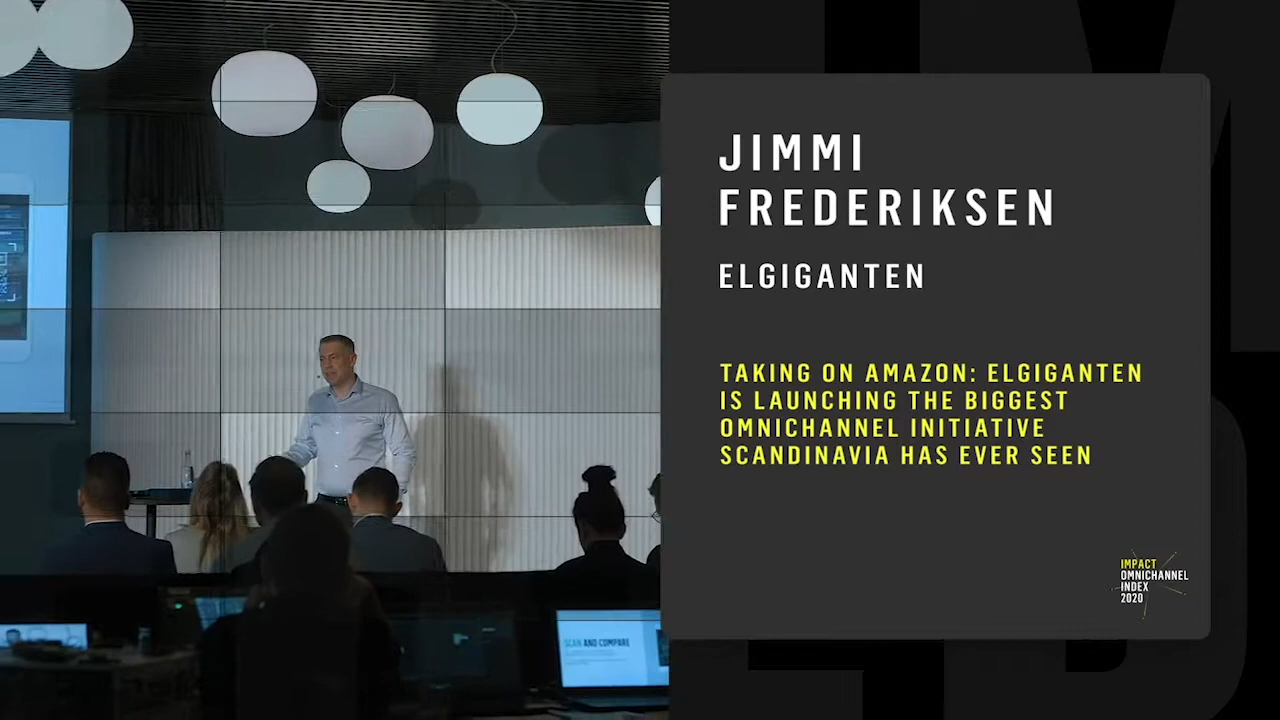 JIMMI
FREDERIKSEN
ELGIGANTEN
TAKING ON AMAZON: ELGIGANTEN
IS LAUNCHING THE BIGGEST
OMNICHANNEL INITIATIVE
SCANDINAVIA HAS EVER SEEN
IMPACT
OMNICHANNEL
INDEX
2020
SCAN AND COMPARE